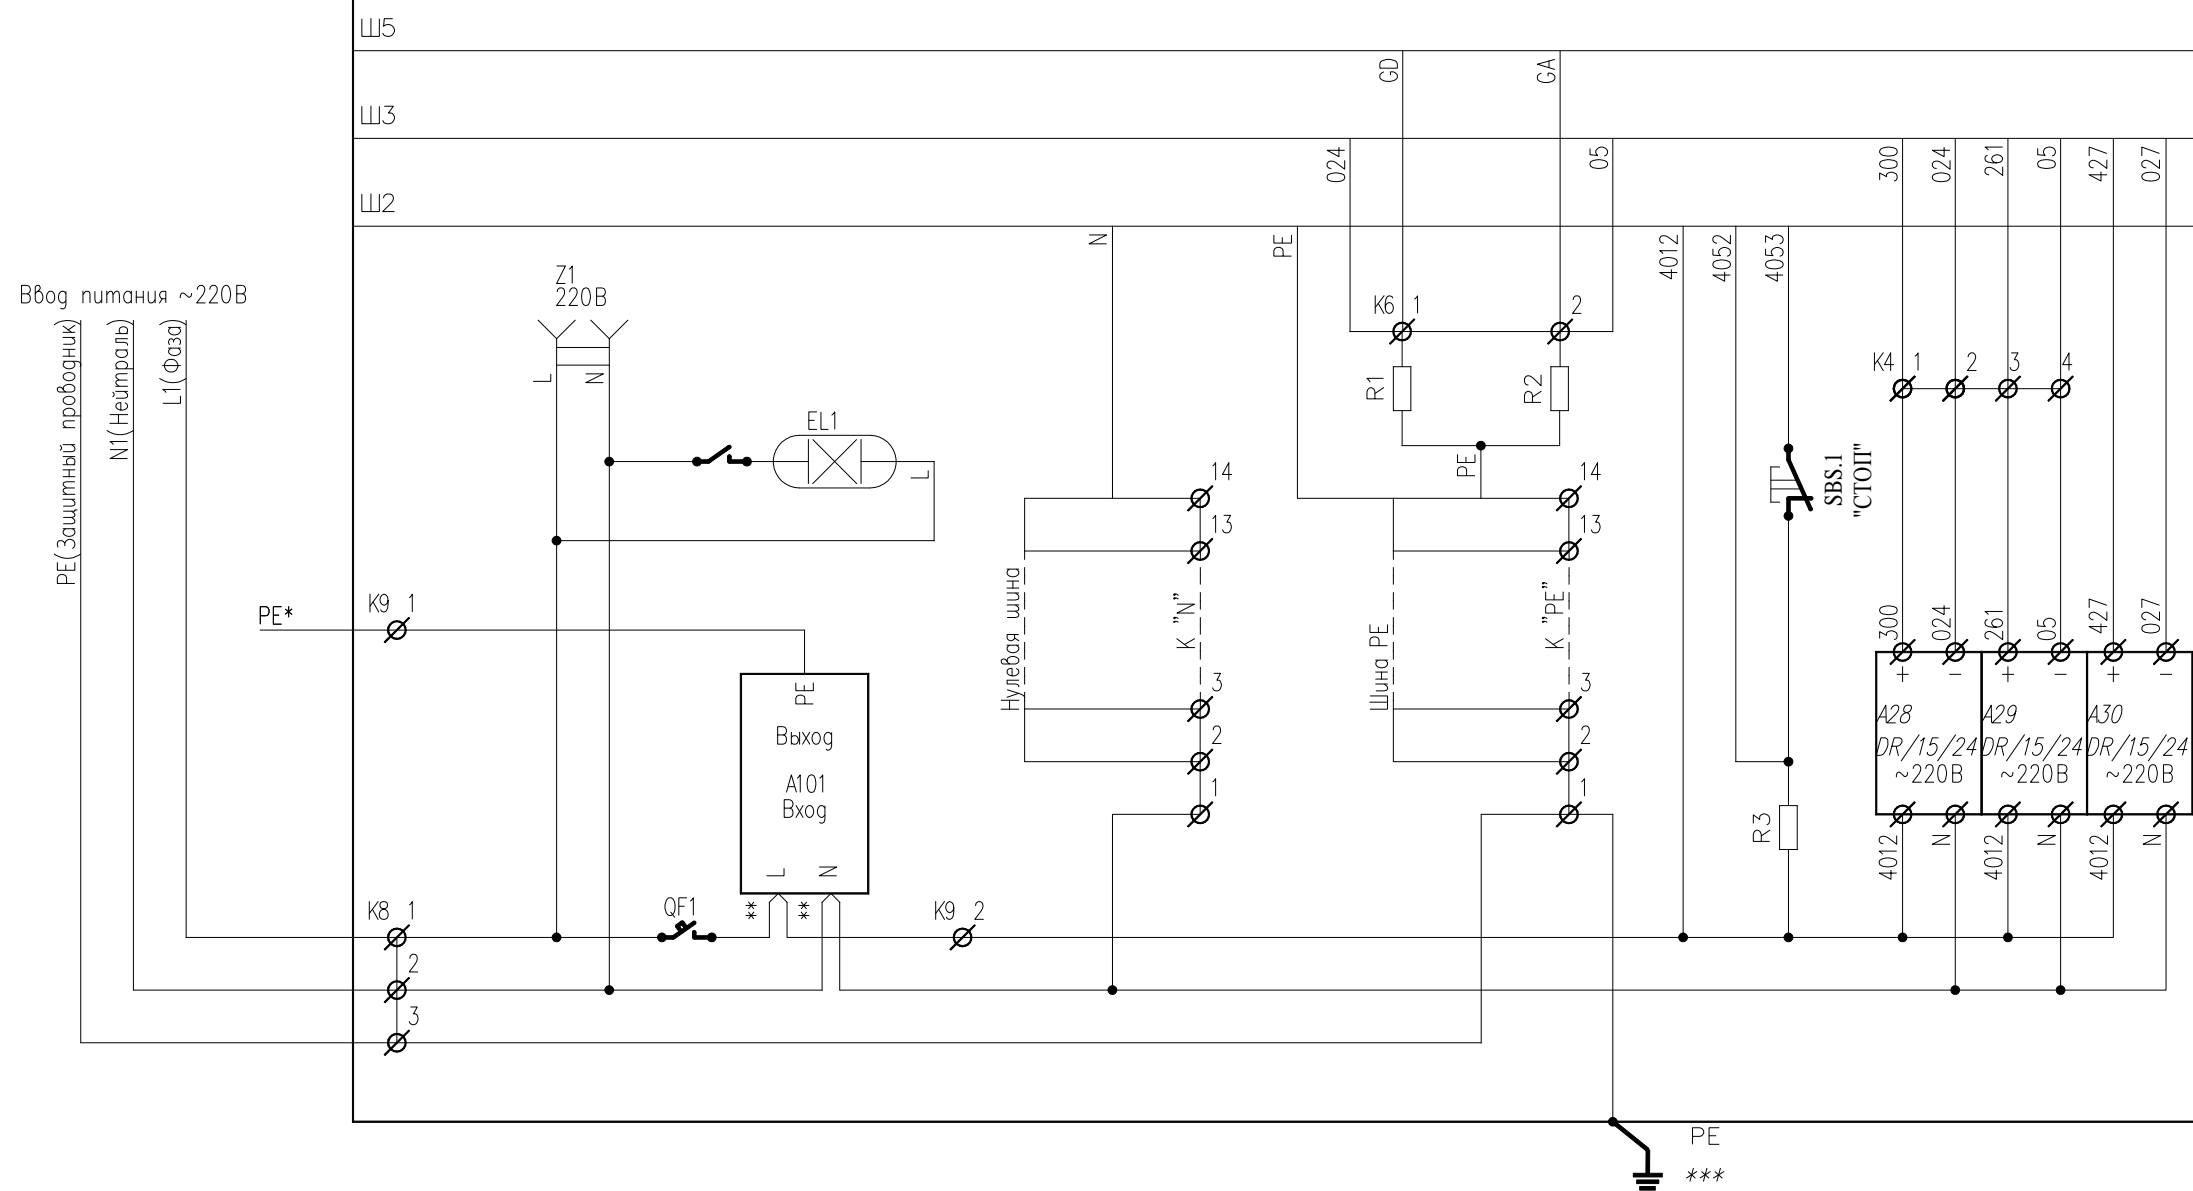 Ш5
GD
GA
Ш3
024
05
300
024
261
05
427
027
Ш2
N
PE
4012
4052
4053
Ввод питания ~220В
PE(Защитный проводник)
N1(Нейтраль)
L1(Фаза)
Z1
220В
L
N
EL1
L
K6 1
2
R1
R2
PE
K4 1
2
3
4
SBS.1
"СТОП"
14
13
Нулевая шина
К "N"
3
2
1
14
13
Шина PE
К "PE"
3
2
1
PE*
K9 1
PE
Выход
A101
Вход
L
N
**
**
300
024
261
05
427
027
+
−
+
−
+
−
A28
DR/15/24
~220В
A29
DR/15/24
~220В
A30
DR/15/24
~220В
R3
4012
N
4012
N
4012
N
K8 1
QF1
K9 2
2
3
PE
***